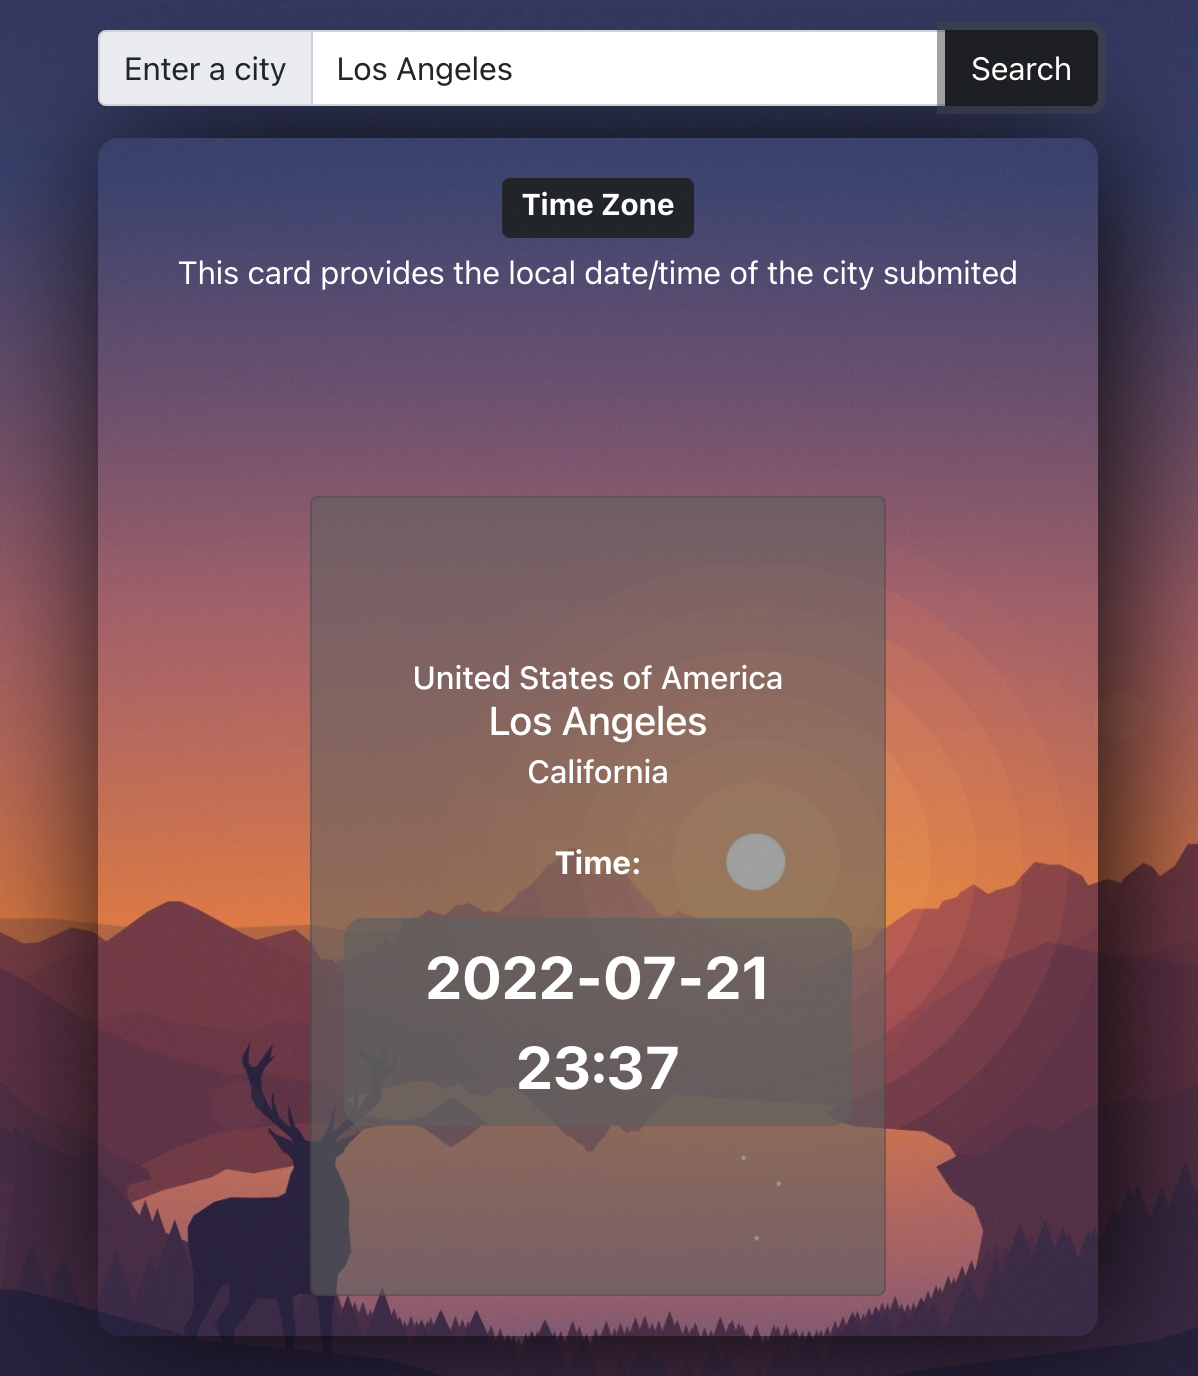 Enter a city Los Angeles Search
Time Zone
This card provides the local date/time of the city submited
United States of America
Los Angeles
California
Time:
2022-07-21
23:37